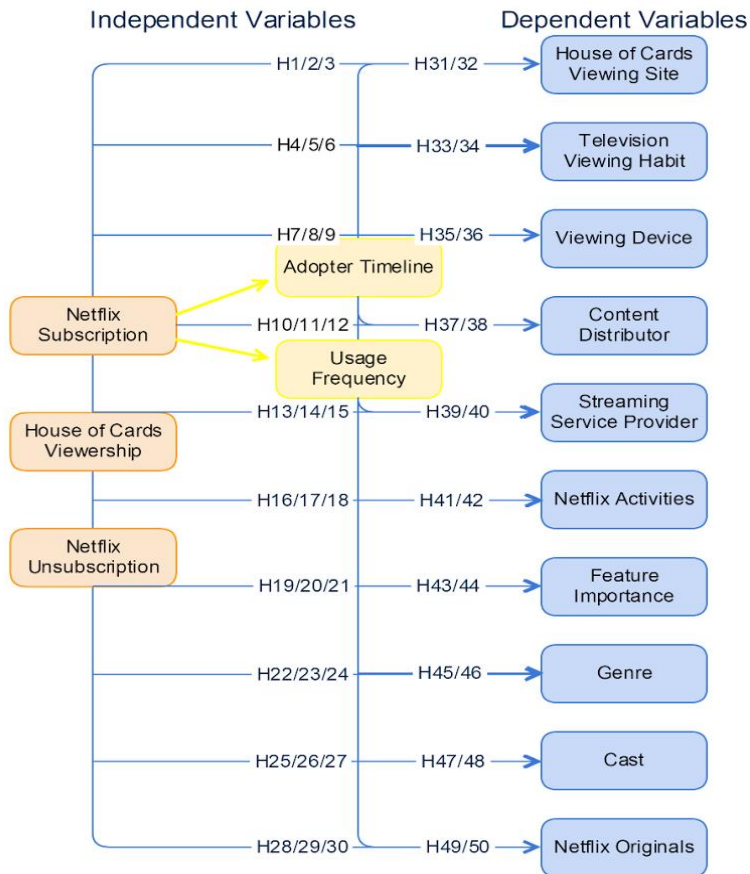 Independent Variables Dependent Variables
H1/2/3 H31/32 House of Cards
Viewing Site
H4/5/6 H33/34 Television
Viewing Habit
H7/8/9 H35/36 Viewing Device
Adopter Timeline
Netflix
Subscription
H10/11/12 H37/38 Content
Distributor
Usage
Frequency
H13/14/15 H39/40 Streaming
Service Provider
House of Cards
Viewership
H16/17/18 H41/42 Netflix Activities
Netflix
Unsubscription
H19/20/21 H43/44 Feature
Importance
H22/23/24 H45/46 Genre
H25/26/27 H47/48 Cast
H28/29/30 H49/50 Netflix Originals